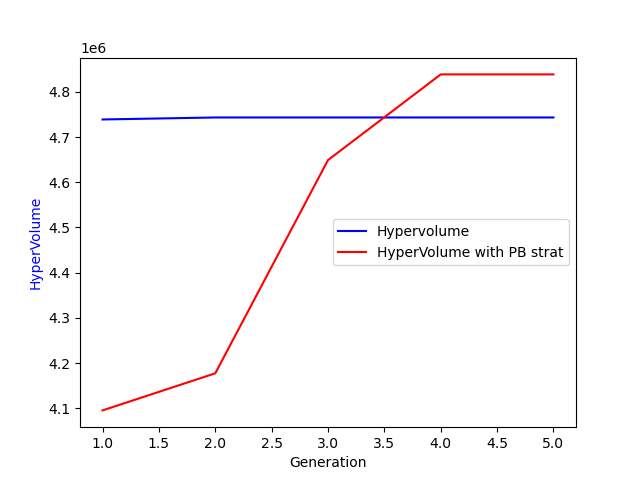 1e6
4.8
4.7
4.6
4.5
4.4
4.3
4.2
4.1
HyperVolume
Hypervolume
HyperVolume with PB strat
1.0 1.5 2.0 2.5 3.0 3.5 4.0 4.5 5.0
Generation